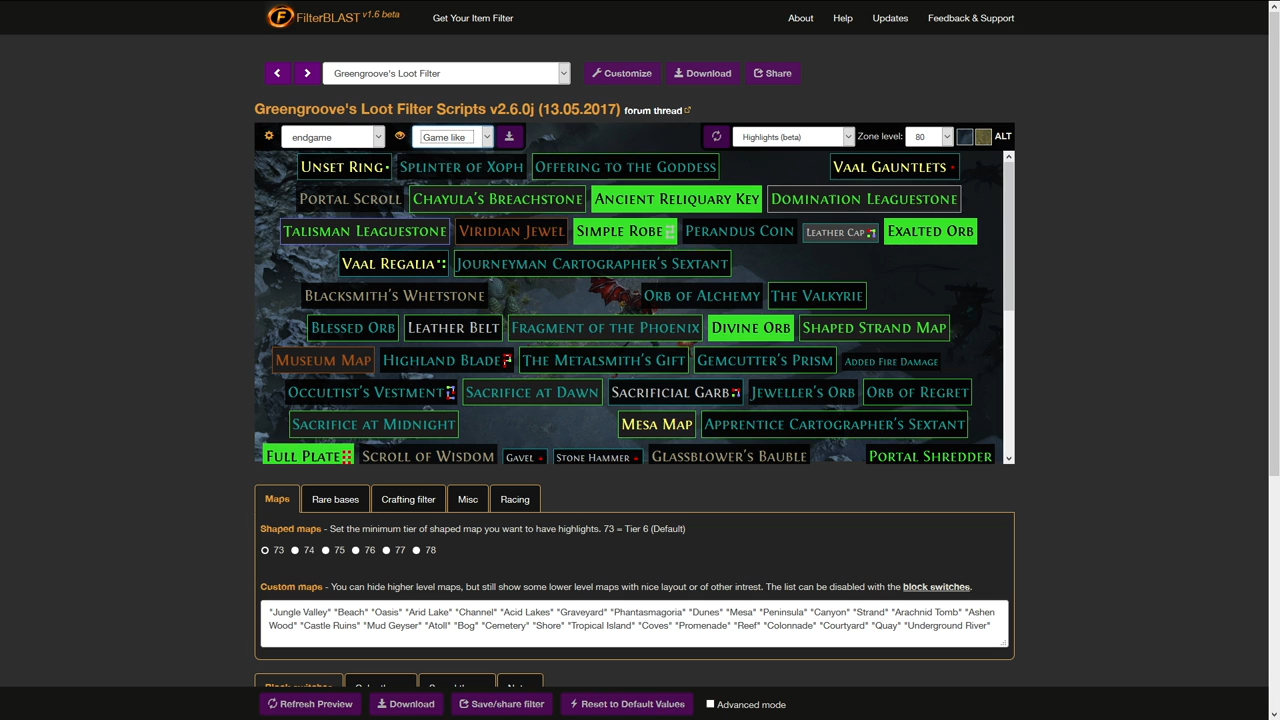 FilterBLAST v1.6 beta Get Your Item Filter About Help Updates Feedback & Support
Greengroove's Loot Filter Customize Download Share
Greengroove's Loot Filter Scripts v2.6.0j (13.05.2017) forum thread
endgame Game like Highlights (beta) Zone level: 80 ALT
Unset Ring Splinter of Xoph Offering to the Goddess Vaal Gauntlets
Portal Scroll Chayula's Breachstone Ancient Reliquary Key Domination Leaguestone
Talisman Leaguestone Viridian Jewel Simple Robe Perandus Coin Leather Cap Exalted Orb
Vaal Regalia Journeyman Cartographer's Sextant
Blacksmith's Whetstone Orb of Alchemy The Valkyrie
Blessed Orb Leather Belt Fragment of the Phoenix Divine Orb Shaped Strand Map
Museum Map Highland Blade The Metalsmith's Gift Gemcutter's Prism Added Fire Damage
Occultist's Vestment Sacrifice at Dawn Sacrificial Garb Jeweller's Orb Orb of Regret
Sacrifice at Midnight Mesa Map Apprentice Cartographer's Sextant
Full Plate Scroll of Wisdom Gavel Stone Hammer Glassblower's Bauble Portal Shredder
Maps Rare bases Crafting filter Misc Racing
Shaped maps - Set the minimum tier of shaped map you want to have highlights. 73 = Tier 6 (Default)
73 74 75 76 77 78
Custom maps - You can hide higher level maps, but still show some lower level maps with nice layout or of other intrest. The list can be disabled with the block switches.
"Jungle Valley" "Beach" "Oasis" "Arid Lake" "Channel" "Acid Lakes" "Graveyard" "Phantasmagoria" "Dunes" "Mesa" "Peninsula" "Canyon" "Strand" "Arachnid Tomb" "Ashen
Wood" "Castle Ruins" "Mud Geyser" "Atoll" "Bog" "Cemetery" "Shore" "Tropical Island" "Coves" "Promenade" "Reef" "Colonnade" "Courtyard" "Quay" "Underground River"
Block switches
Refresh Preview Download Save/share filter Reset to Default Values Advanced mode